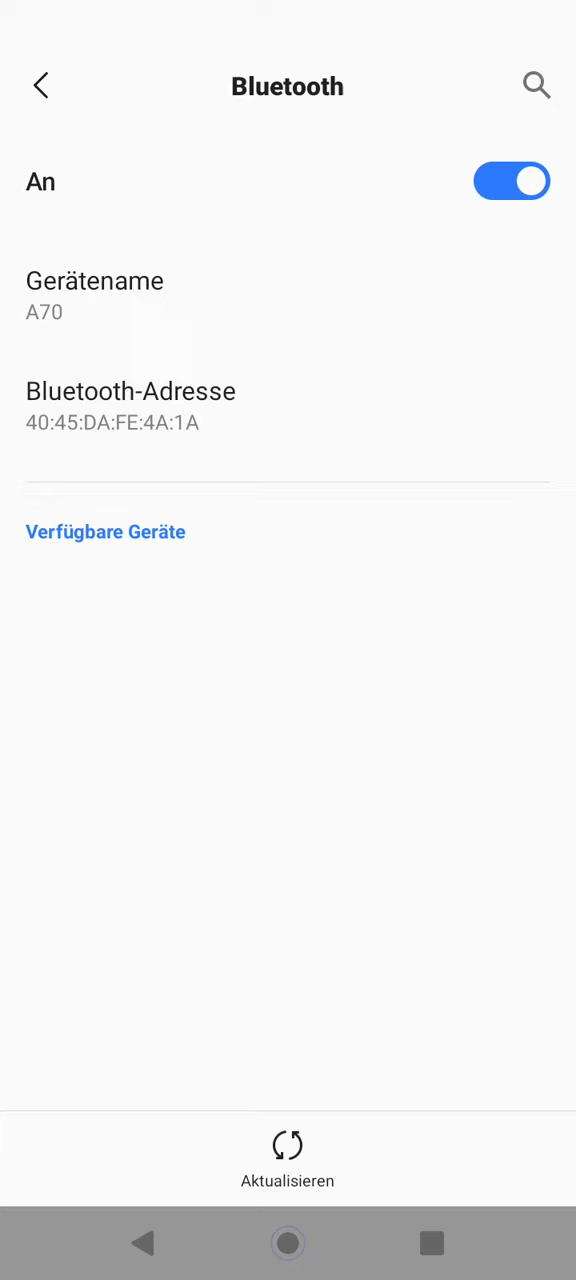 Bluetooth
An
Gerätename
A70
Bluetooth-Adresse
40:45:DA:FE:4A:1A
Verfügbare Geräte
Aktualisieren